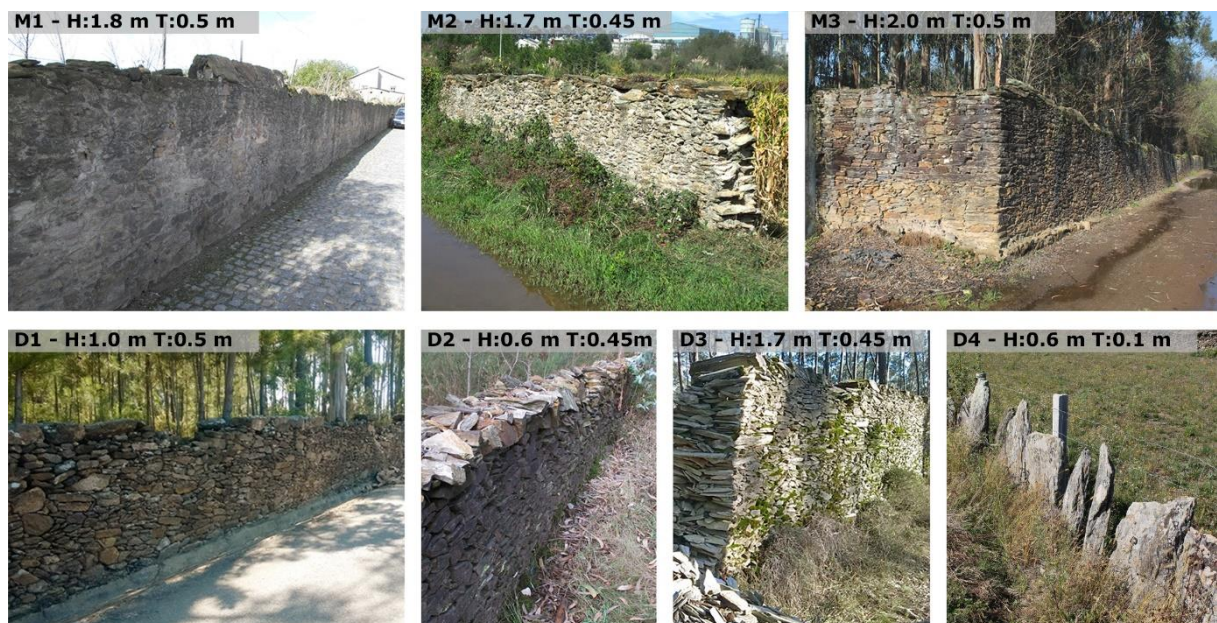 M1 - H:1.8 m T:0.5 m
M2 - H:1.7 m T:0.45 m
M3 - H:2.0 m T:0.5 m
D1 - H:1.0 m T:0.5 m
D2 - H:0.6 m T:0.45m
D3 - H:1.7 m T:0.45 m
D4 - H:0.6 m T:0.1 m